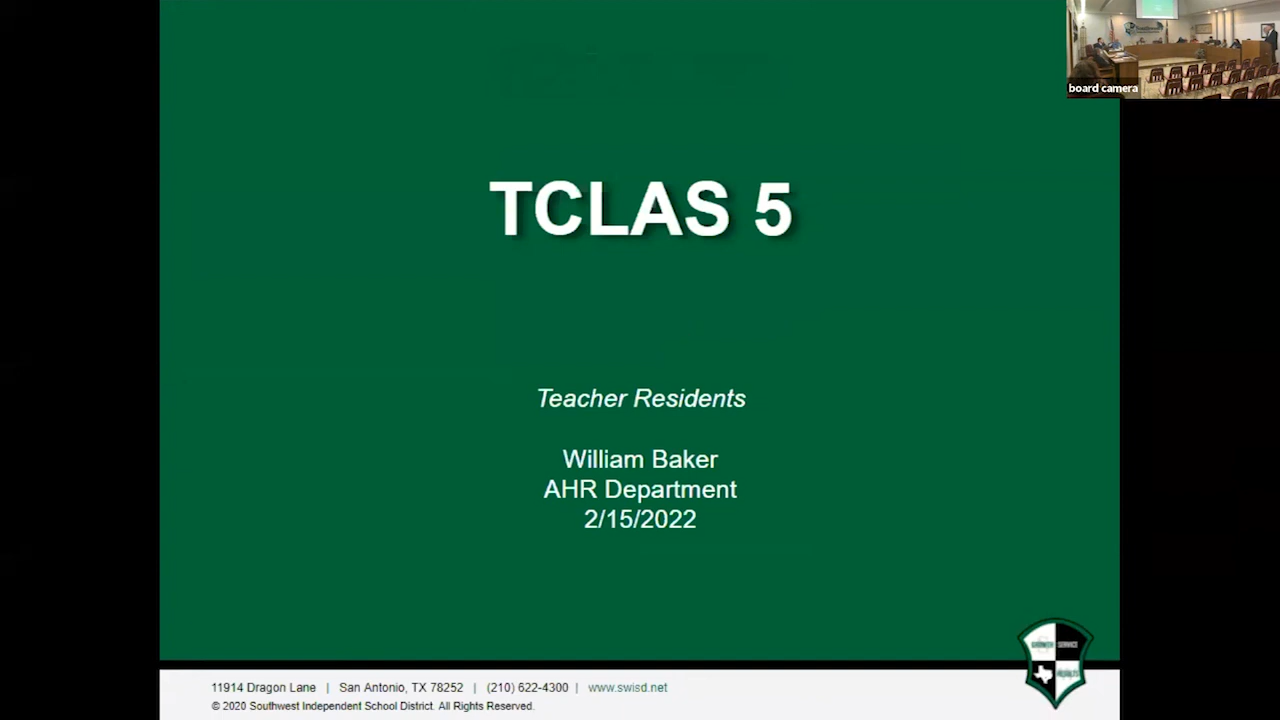 board camera
TCLAS 5
Teacher Residents
William Baker
AHR Department
2/15/2022
SERVICE
11914 Dragon Lane | San Antonio, TX 78252 | (210) 622-4300 | www.swisd.net
© 2020 Southwest Independent School District. All Rights Reserved.